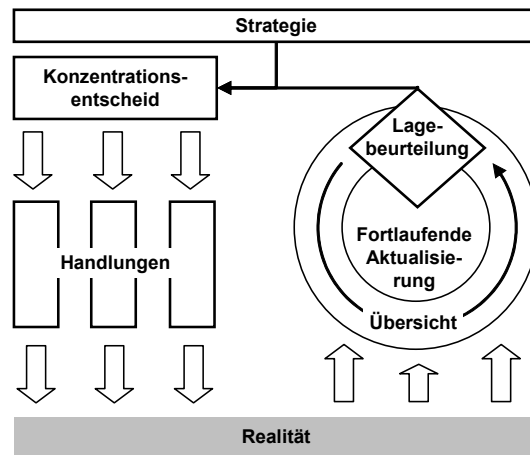 Strategie
Konzentrations-
entscheid
Lage-
beurteilung
Handlungen
Fortlaufende
Aktualisie-
rung
Übersicht
Realität